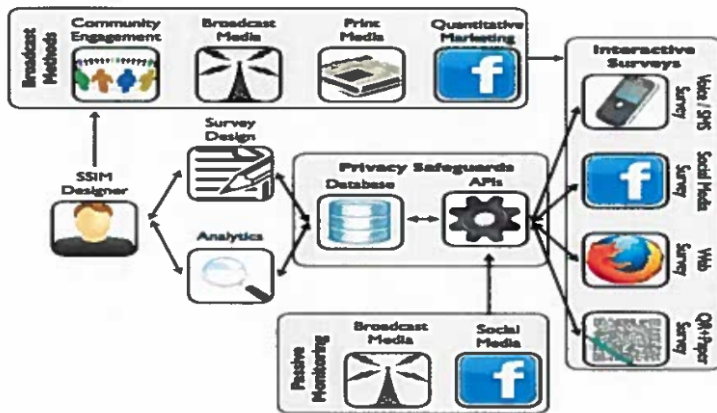 Community
Engagement
Broadcast
Media
Print
Media
Quantitative
Marketing
Broadcast
Methods
Interactive
Surveys
Voice / SMS
Survey
Social Media
Survey
Web
Survey
QR+Paper
Survey
SSIM
Designer
Survey
Design
Analytics
Privacy Safeguards
Database
APIs
Passive
Monitoring
Broadcast
Media
Social
Media